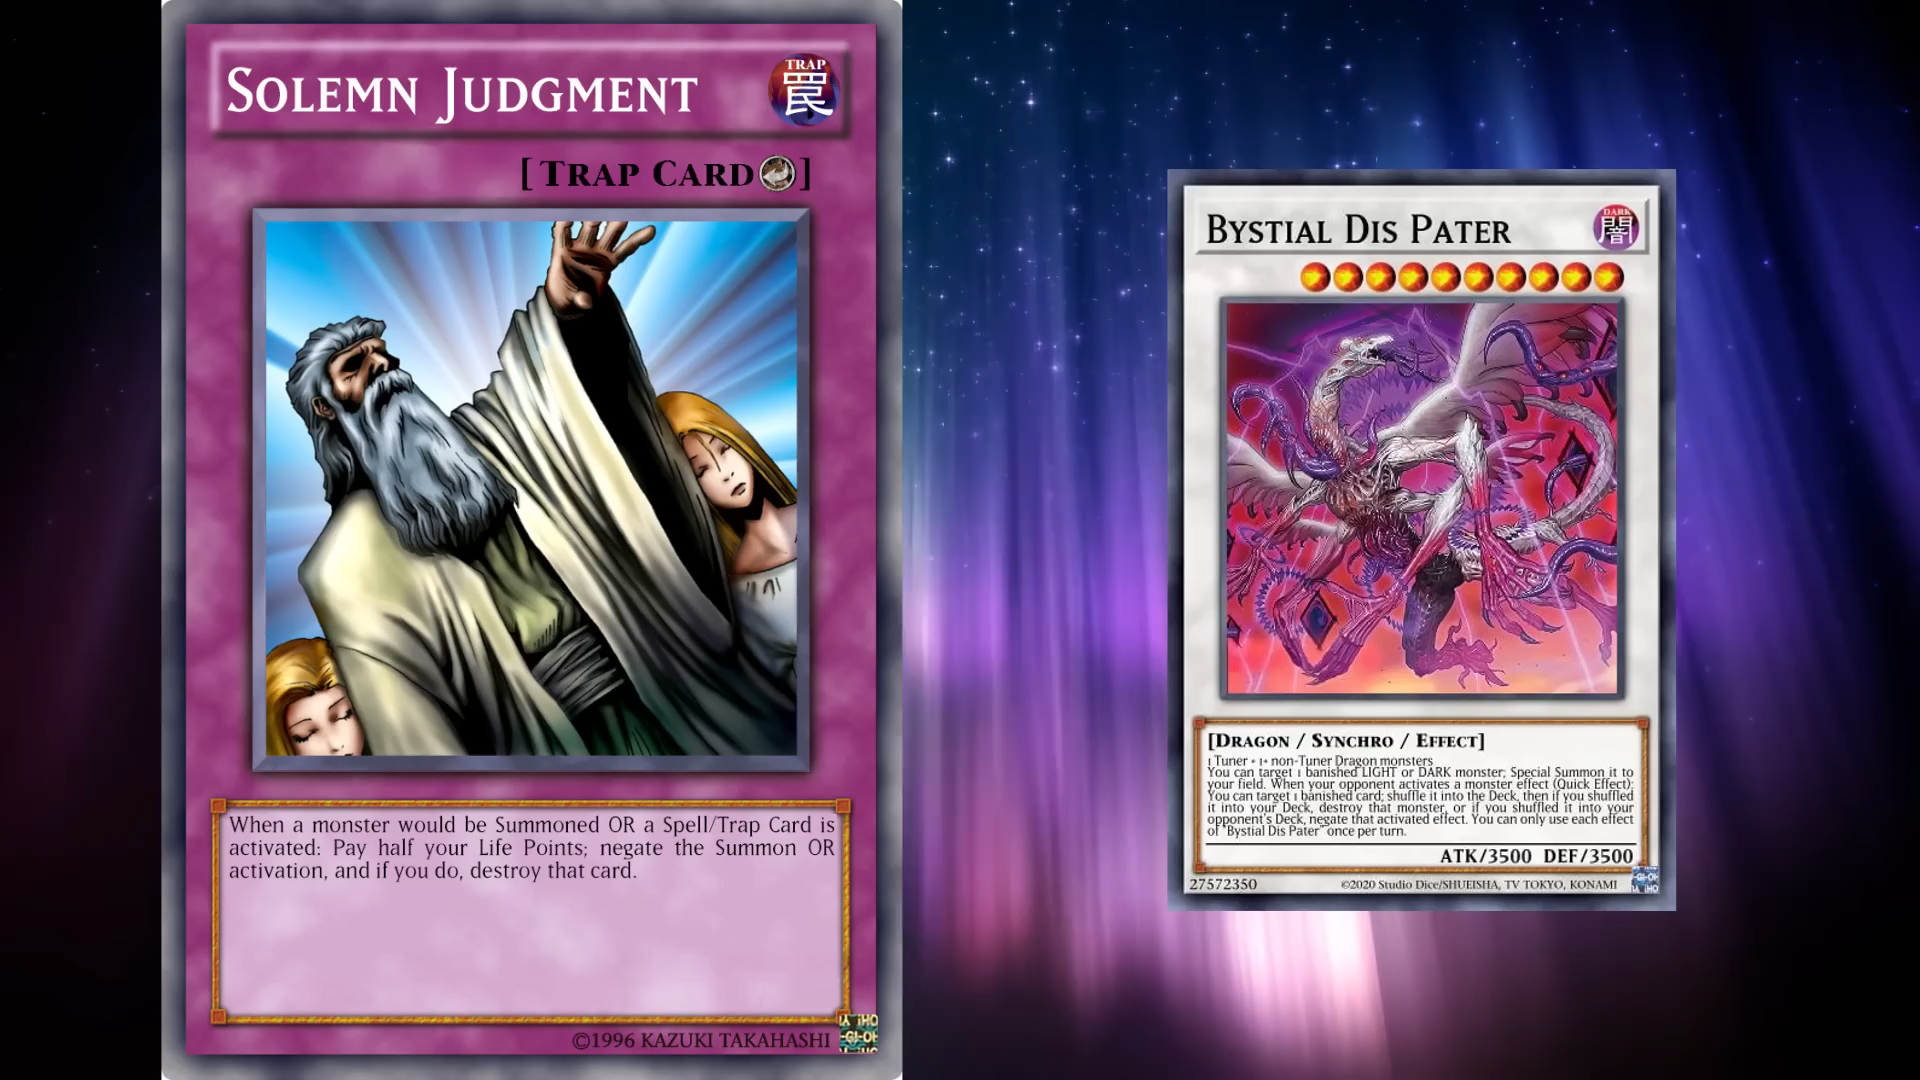 SOLEMN JUDGMENT
TRAP
罠
[TRAP CARD]
When a monster would be Summoned OR a Spell/Trap Card is
activated: Pay half your Life Points; negate the Summon OR
activation, and if you do, destroy that card.
©1996 KAZUKI TAKAHASHI
BYSTIAL DIS PATER
DARK
闇
[DRAGON / SYNCHRO / EFFECT]
1 Tuner + 1+ non-Tuner Dragon monsters
You can target 1 banished LIGHT or DARK monster; Special Summon it to
your field. When your opponent activates a monster effect (Quick Effect):
You can target 1 banished card; shuffle it into the Deck, then if you shuffled
it into your Deck, destroy that monster, or if you shuffled it into your
opponent's Deck, negate that activated effect. You can only use each effect
of "Bystial Dis Pater" once per turn.
ATK/3500 DEF/3500
27572350
©2020 Studio Dice/SHUEISHA, TV TOKYO, KONAMI